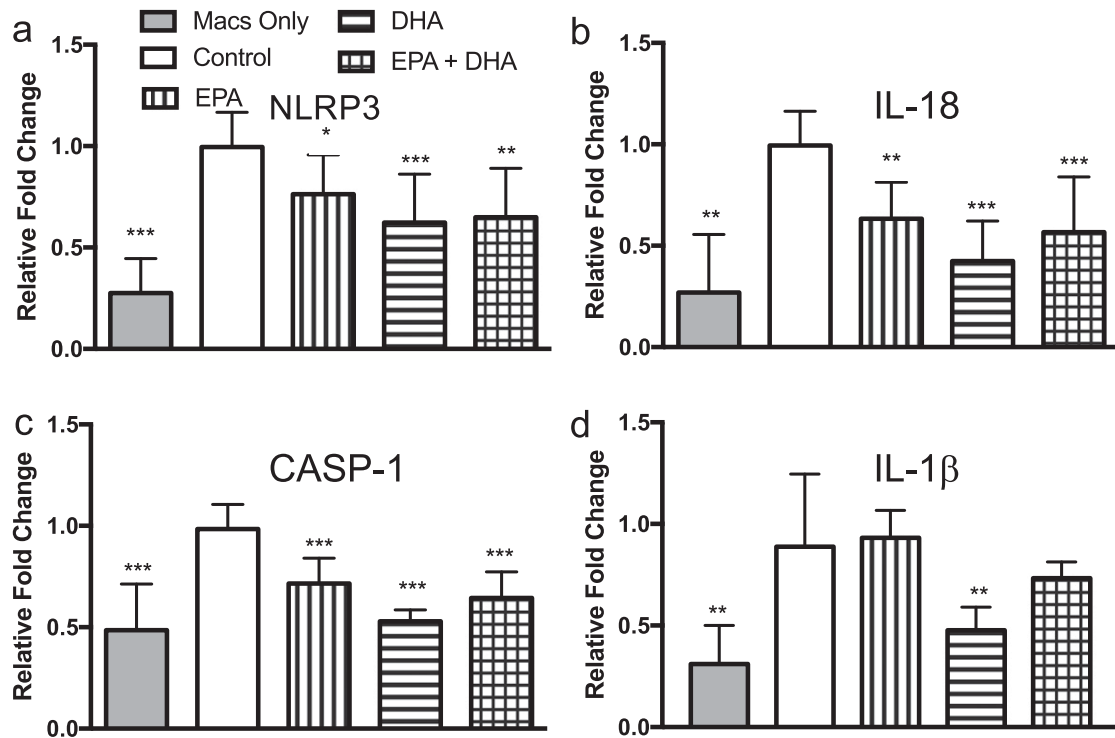 a
Macs Only
DHA
Control
EPA + DHA
EPA
NLRP3
Relative Fold Change
1.5
1.0
0.5
0.0
***
*
***
**
b
IL-18
Relative Fold Change
1.5
1.0
0.5
0.0
**
**
***
***
c
CASP-1
Relative Fold Change
1.5
1.0
0.5
0.0
***
***
***
***
d
IL-1β
Relative Fold Change
1.5
1.0
0.5
0.0
**
**